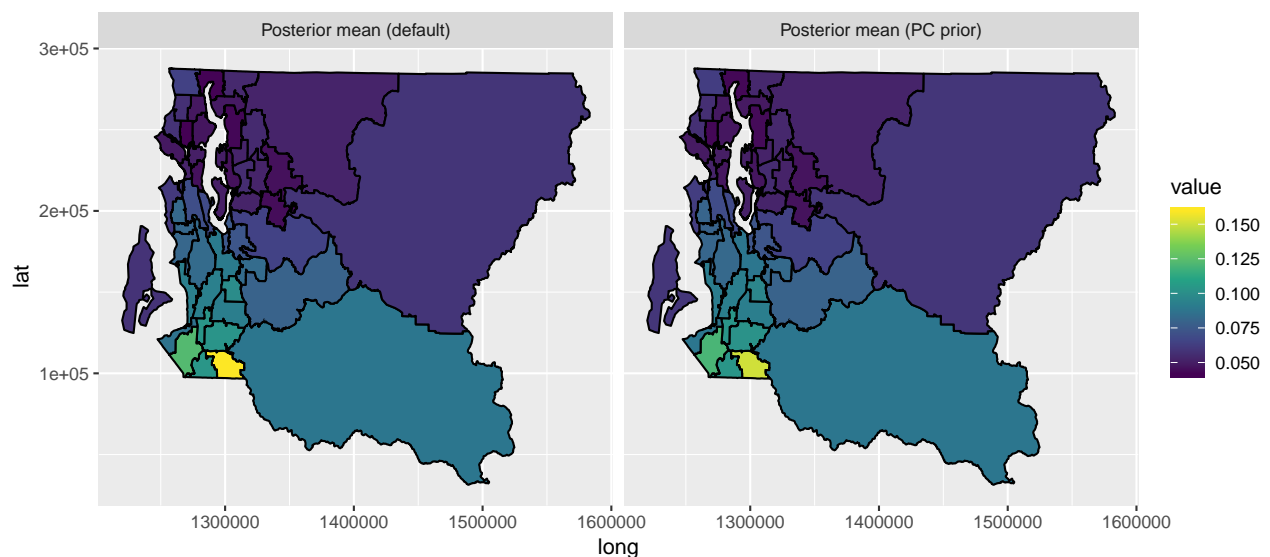 Posterior mean (default)
Posterior mean (PC prior)
3e+05
2e+05
1e+05
lat
value
0.150
0.125
0.100
0.075
0.050
1300000
1400000
1500000
1600000
1300000
1400000
1500000
1600000
long